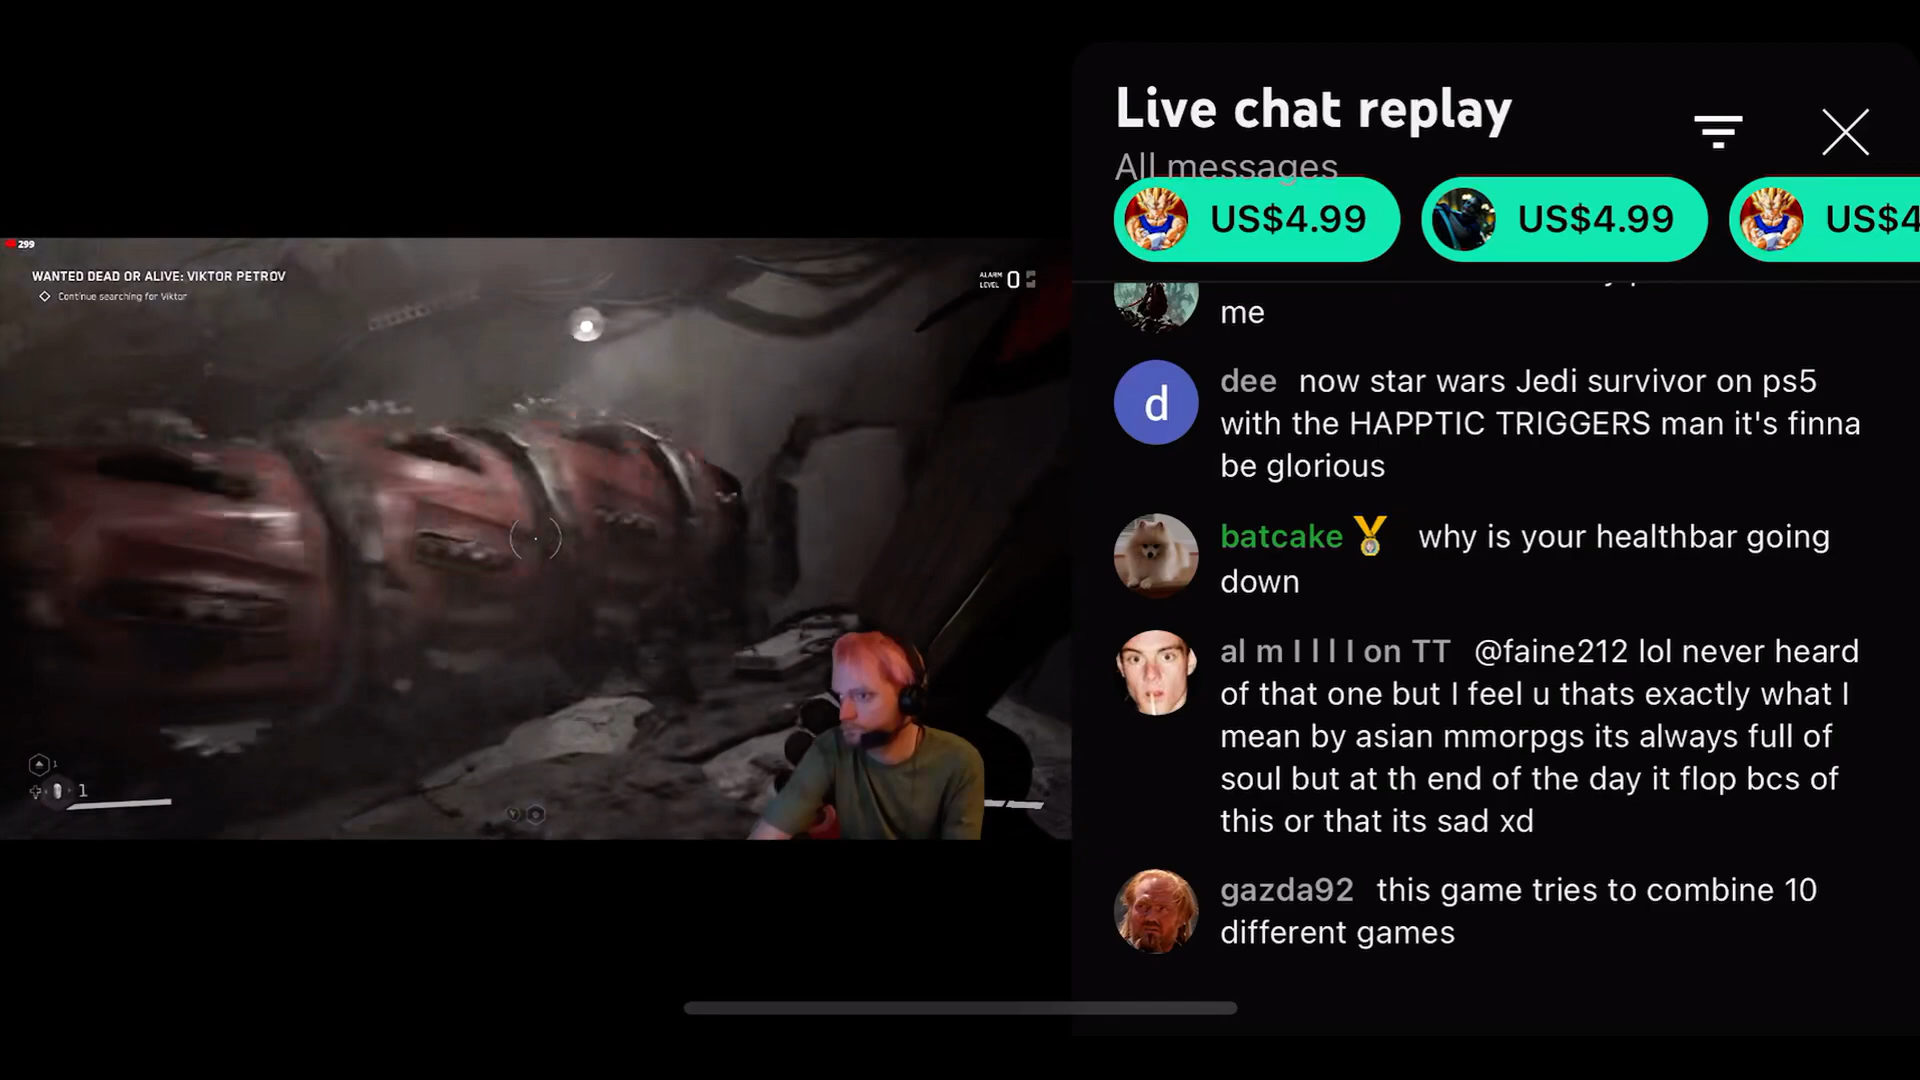 299
WANTED DEAD OR ALIVE: VIKTOR PETROV
Continue searching for Viktor
ALARM
LEVEL 0
1
1
Y
Live chat replay
All messages
US$4.99
US$4.99
US$4
me
d
dee now star wars Jedi survivor on ps5
with the HAPPTIC TRIGGERS man it's finna
be glorious
batcake why is your healthbar going
down
al m I l l I on TT @faine212 lol never heard
of that one but I feel u thats exactly what I
mean by asian mmorpgs its always full of
soul but at th end of the day it flop bcs of
this or that its sad xd
gazda92 this game tries to combine 10
different games